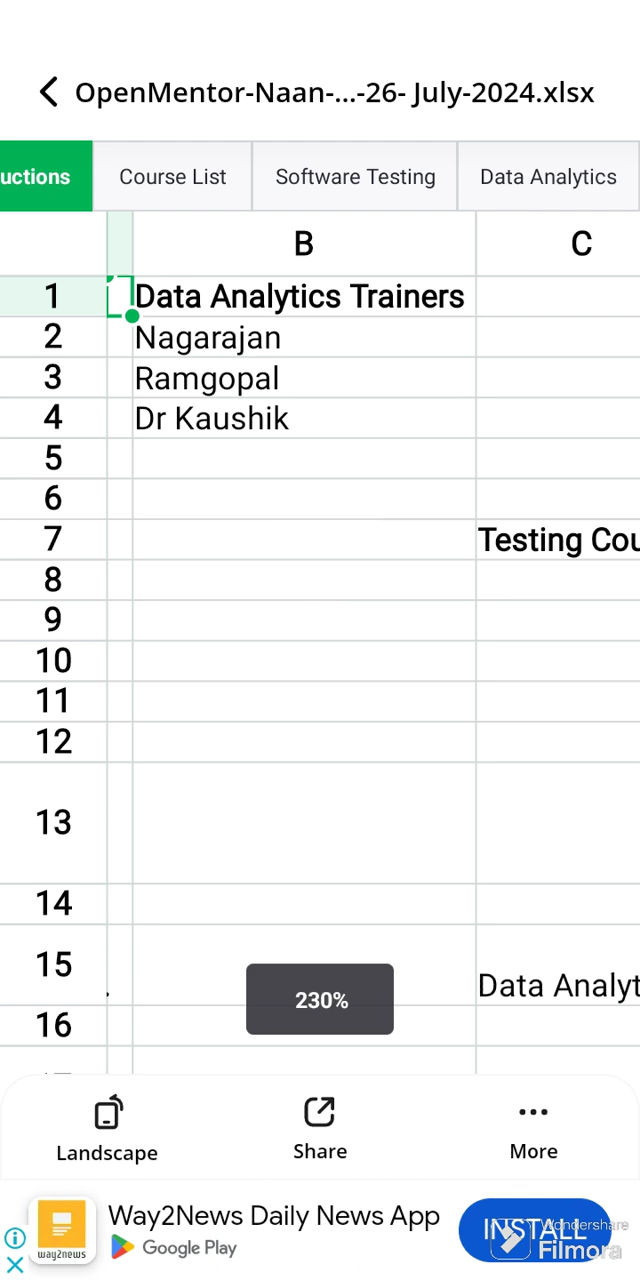 OpenMentor-Naan-...-26- July-2024.xlsx
uctions Course List Software Testing Data Analytics
B C
1 Data Analytics Trainers
2 Nagarajan
3 Ramgopal
4 Dr Kaushik
5
6
7 Testing Cou
8
9
10
11
12
13
14
15 Data Analyt
16
230%
Landscape Share More
Way2News Daily News App
way2news Google Play
INSTALL
Wondershare
Filmora